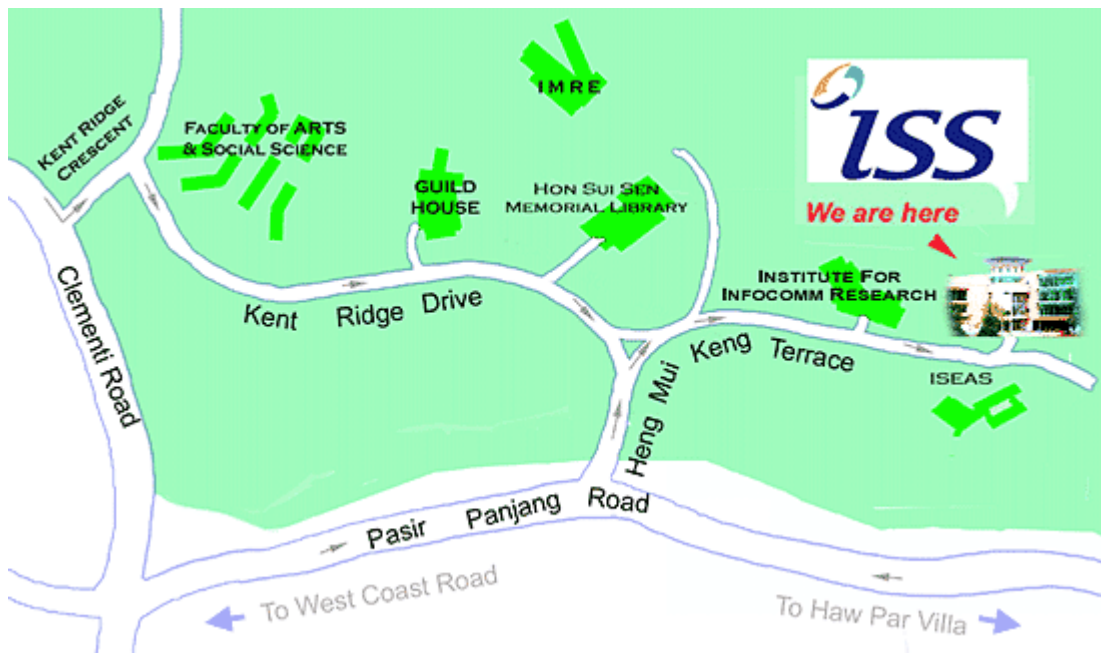 KENT RIDGE
CRESCENT
FACULTY OF ARTS
& SOCIAL SCIENCE
IMRE
GUILD
HOUSE
HON SUI SEN
MEMORIAL LIBRARY
ISS
We are here
INSTITUTE FOR
INFOCOMM RESEARCH
Kent Ridge Drive
Clementi Road
Heng Mui Keng Terrace
ISEAS
Pasir Panjang Road
To West Coast Road
To Haw Par Villa